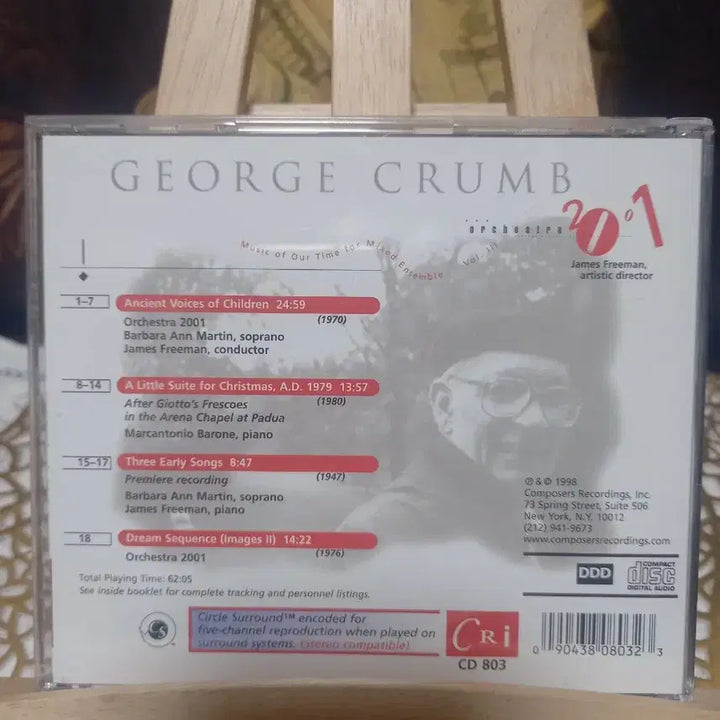 GEORGE CRUMB
orchestra 2001
James Freeman,
artistic director
Music of Our Time for Mixed Ensemble Vol. III
1–7 Ancient Voices of Children 24:59
Orchestra 2001 (1970)
Barbara Ann Martin, soprano
James Freeman, conductor
8–14 A Little Suite for Christmas, A.D. 1979 13:57
After Giotto's Frescoes (1980)
in the Arena Chapel at Padua
Marcantonio Barone, piano
15–17 Three Early Songs 8:47
Premiere recording (1947)
Barbara Ann Martin, soprano
James Freeman, piano
18 Dream Sequence (Images II) 14:22
Orchestra 2001 (1976)
Total Playing Time: 62:05
See inside booklet for complete tracking and personnel listings.
℗ & © 1998
Composers Recordings, Inc.
73 Spring Street, Suite 506
New York, N.Y. 10012
(212) 941-9673
www.composersrecordings.com
DDD
COMPACT
disc
DIGITAL AUDIO
CS
Circle Surround™ encoded for
five-channel reproduction when played on
surround systems. (Stereo compatible)
CRi
CD 803
0 90438 08032 3